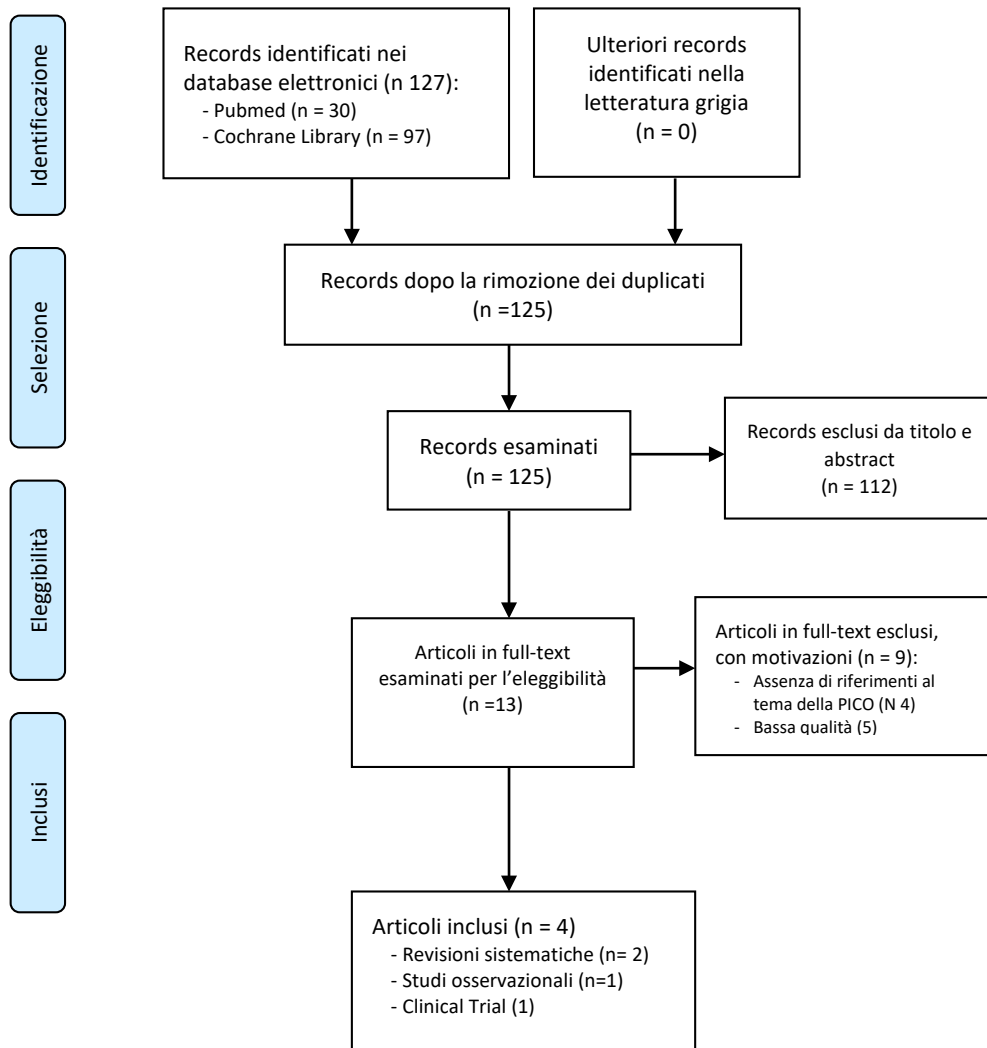 Identificazione
Records identificati nei
database elettronici (n 127):
- Pubmed (n = 30)
- Cochrane Library (n = 97)
Ulteriori records
identificati nella
letteratura grigia
(n = 0)
Selezione
Records dopo la rimozione dei duplicati
(n =125)
Records esaminati
(n = 125)
Records esclusi da titolo e
abstract
(n = 112)
Eleggibilità
Articoli in full-text
esaminati per l'eleggibilità
(n =13)
Articoli in full-text esclusi,
con motivazioni (n = 9):
- Assenza di riferimenti al
tema della PICO (N 4)
- Bassa qualità (5)
Inclusi
Articoli inclusi (n = 4)
- Revisioni sistematiche (n= 2)
- Studi osservazionali (n=1)
- Clinical Trial (1)